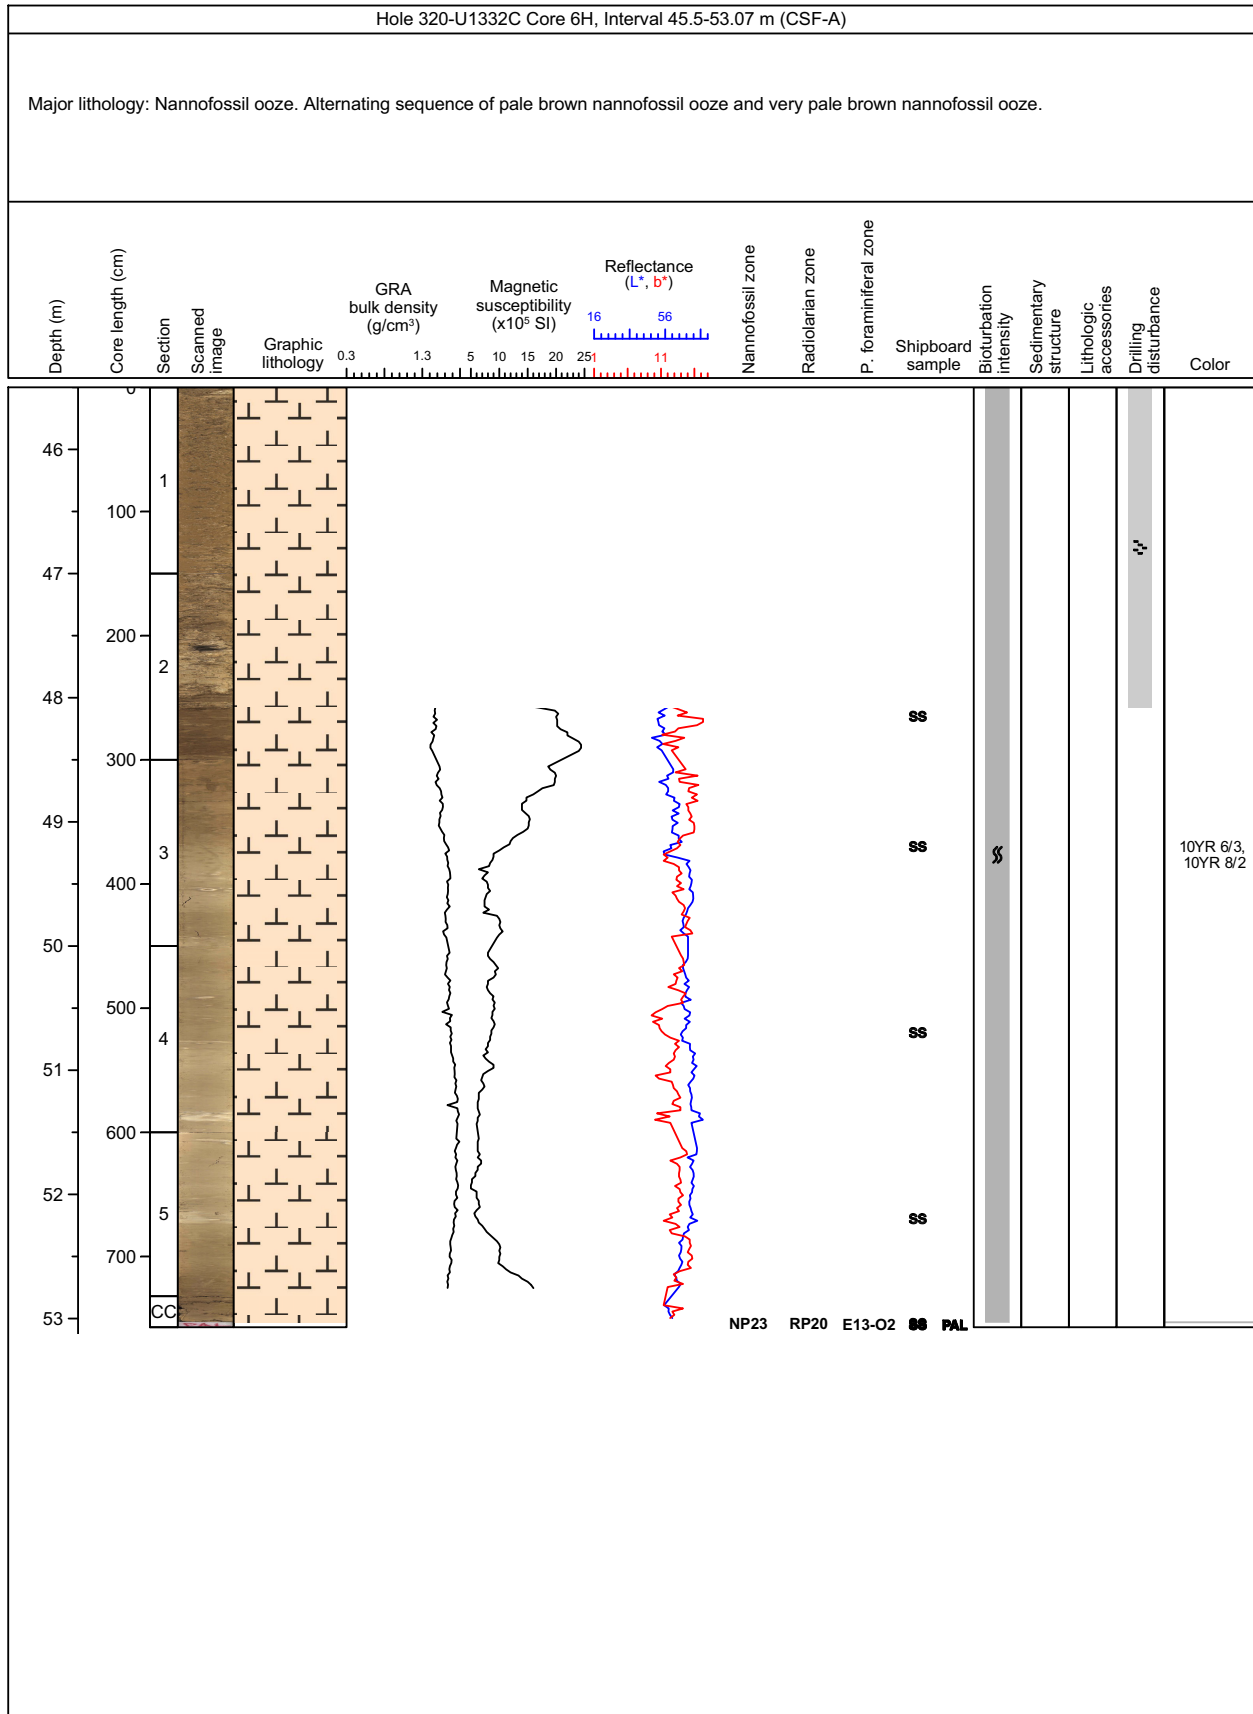 Hole 320-U1332C Core 6H, Interval 45.5-53.07 m (CSF-A)
Major lithology: Nannofossil ooze. Alternating sequence of pale brown nannofossil ooze and very pale brown nannofossil ooze.
Depth (m)
Core length (cm)
Section
Scanned
image
Graphic
lithology
GRA
bulk density
(g/cm³)
0.3 1.3
Magnetic
susceptibility
(x10⁵ SI)
5 10 15 20 25
Reflectance
(L*, b*)
16 56
1 11
Nannofossil zone
Radiolarian zone
P. foraminiferal zone
Shipboard
sample
Bioturbation
intensity
Sedimentary
structure
Lithologic
accessories
Drilling
disturbance
Color
0
46
1
100
47
200
2
48
SS
300
49
3
SS
10YR 6/3,
10YR 8/2
400
50
500
4
SS
51
600
52
5
SS
700
CC
53
NP23 RP20 E13-O2 SS PAL